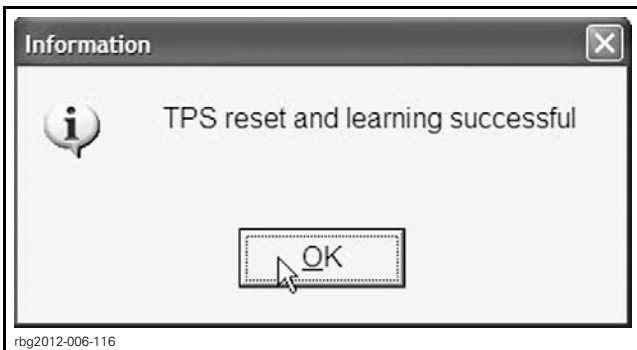 Information
TPS reset and learning successful
OK
rbg2012-006-116